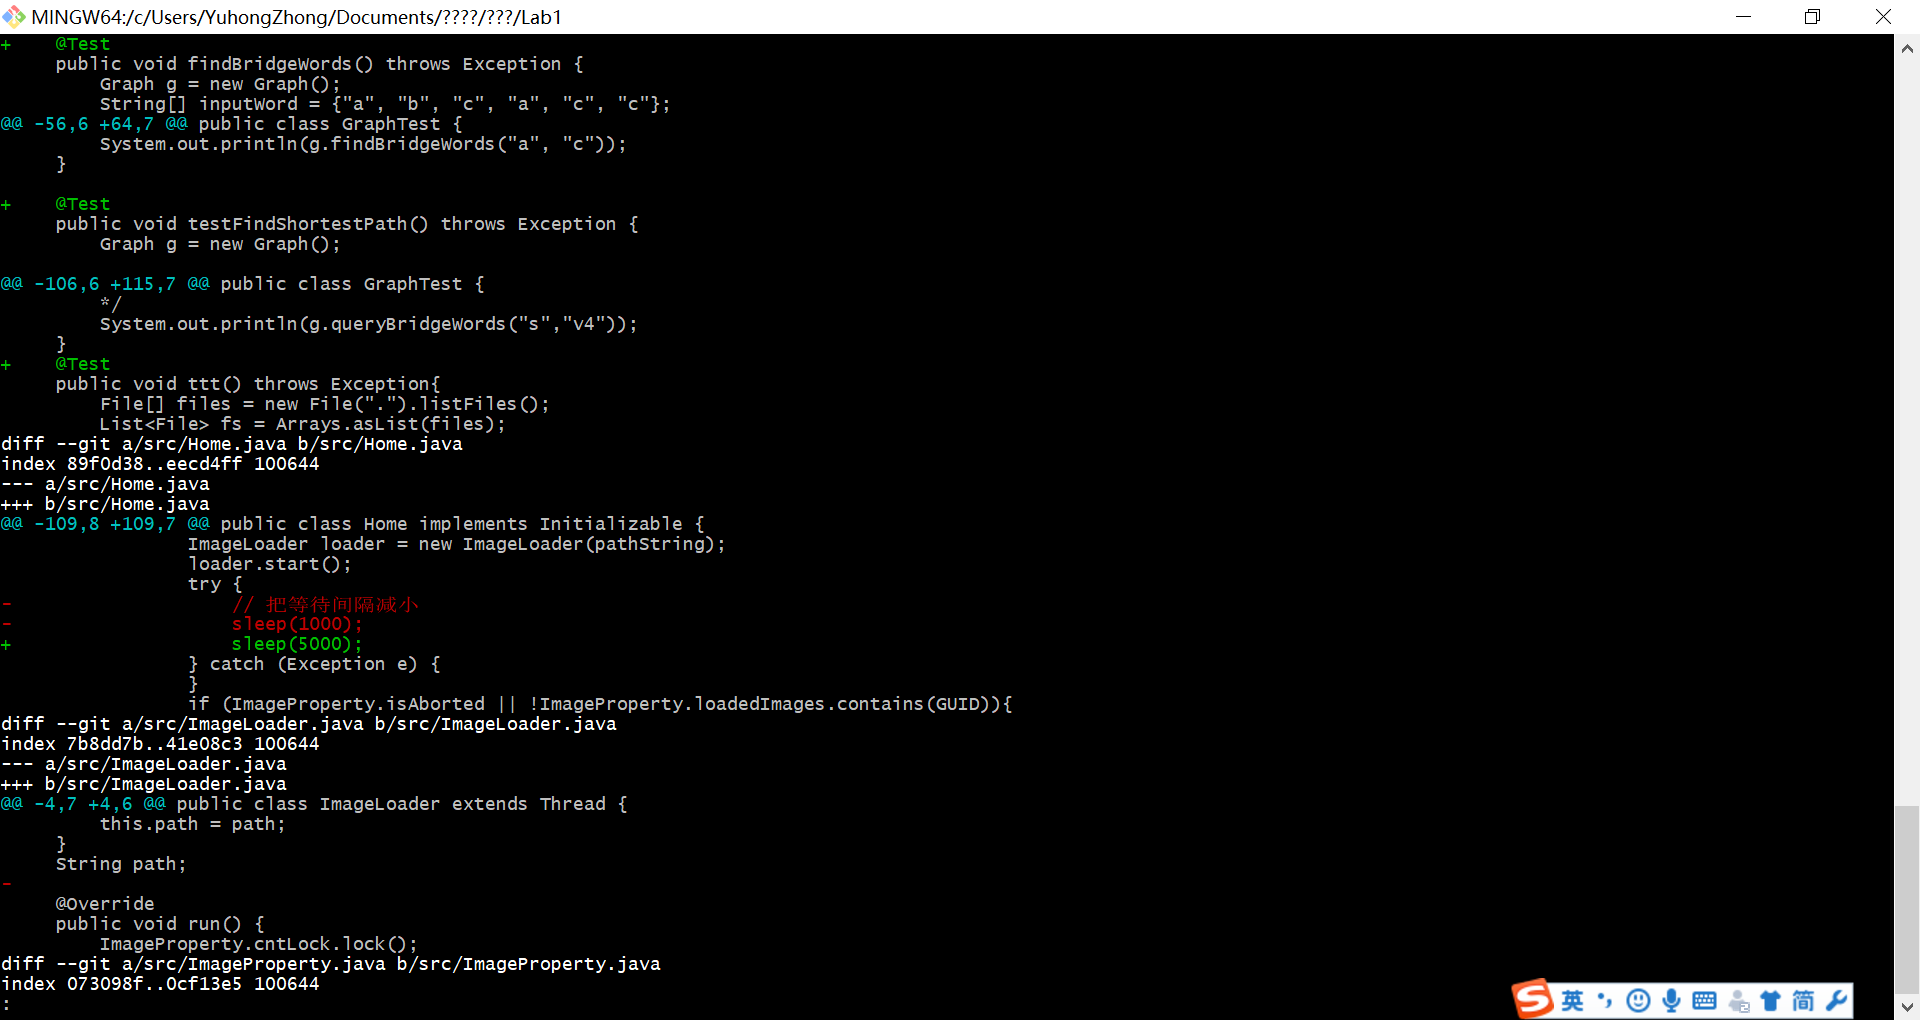 MINGW64:/c/Users/YuhongZhong/Documents/????/???/Lab1
+    @Test
     public void findBridgeWords() throws Exception {
         Graph g = new Graph();
         String[] inputWord = {"a", "b", "c", "a", "c", "c"};
@@ -56,6 +64,7 @@ public class GraphTest {
         System.out.println(g.findBridgeWords("a", "c"));
     }
+    @Test
     public void testFindShortestPath() throws Exception {
         Graph g = new Graph();
@@ -106,6 +115,7 @@ public class GraphTest {
         */
         System.out.println(g.queryBridgeWords("s","v4"));
     }
+    @Test
     public void ttt() throws Exception{
         File[] files = new File(".").listFiles();
         List<File> fs = Arrays.asList(files);
diff --git a/src/Home.java b/src/Home.java
index 89f0d38..eecd4ff 100644
--- a/src/Home.java
+++ b/src/Home.java
@@ -109,8 +109,7 @@ public class Home implements Initializable {
                 ImageLoader loader = new ImageLoader(pathString);
                 loader.start();
                 try {
-                    // 把等待间隔减小
-                    sleep(1000);
+                    sleep(5000);
                 } catch (Exception e) {
                 }
                 if (ImageProperty.isAborted || !ImageProperty.loadedImages.contains(GUID)){
diff --git a/src/ImageLoader.java b/src/ImageLoader.java
index 7b8dd7b..41e08c3 100644
--- a/src/ImageLoader.java
+++ b/src/ImageLoader.java
@@ -4,7 +4,6 @@ public class ImageLoader extends Thread {
         this.path = path;
     }
     String path;
-
     @Override
     public void run() {
         ImageProperty.cntLock.lock();
diff --git a/src/ImageProperty.java b/src/ImageProperty.java
index 073098f..0cf13e5 100644
:
S 英 简